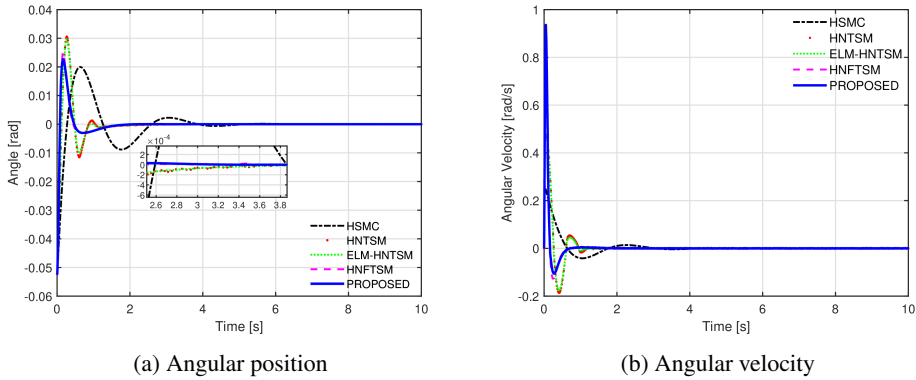 0.04
0.03
0.02
0.01
0
-0.01
-0.02
-0.03
-0.04
-0.05
-0.06
Angle [rad]
×10⁻⁴
2
0
-2
-4
-6
2.6 2.8 3 3.2 3.4 3.6 3.8
HSMC
HNTSM
ELM-HNTSM
HNFTSM
PROPOSED
0 2 4 6 8 10
Time [s]
(a) Angular position
1
0.8
0.6
0.4
0.2
0
-0.2
Angular Velocity [rad/s]
HSMC
HNTSM
ELM-HNTSM
HNFTSM
PROPOSED
0 2 4 6 8 10
Time [s]
(b) Angular velocity